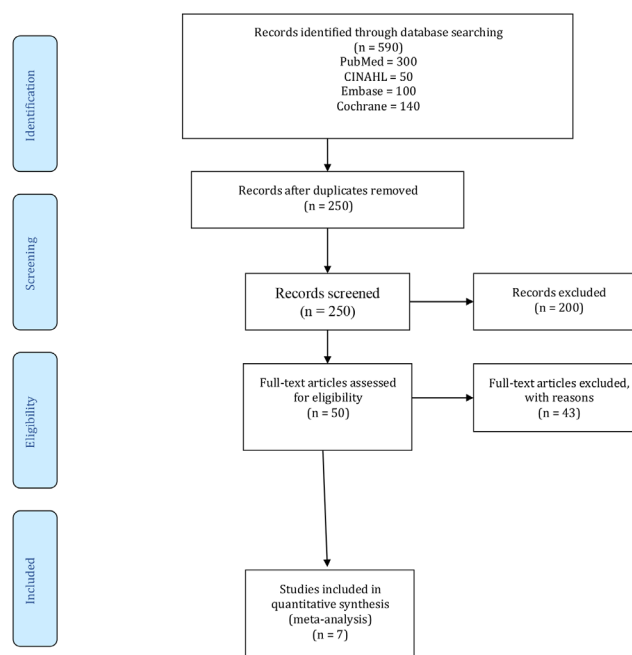 Identification
Records identified through database searching
(n = 590)
PubMed = 300
CINAHL = 50
Embase = 100
Cochrane = 140
Records after duplicates removed
(n = 250)
Screening
Records screened
(n = 250)
Records excluded
(n = 200)
Eligibility
Full-text articles assessed
for eligibility
(n = 50)
Full-text articles excluded,
with reasons
(n = 43)
Included
Studies included in
quantitative synthesis
(meta-analysis)
(n = 7)